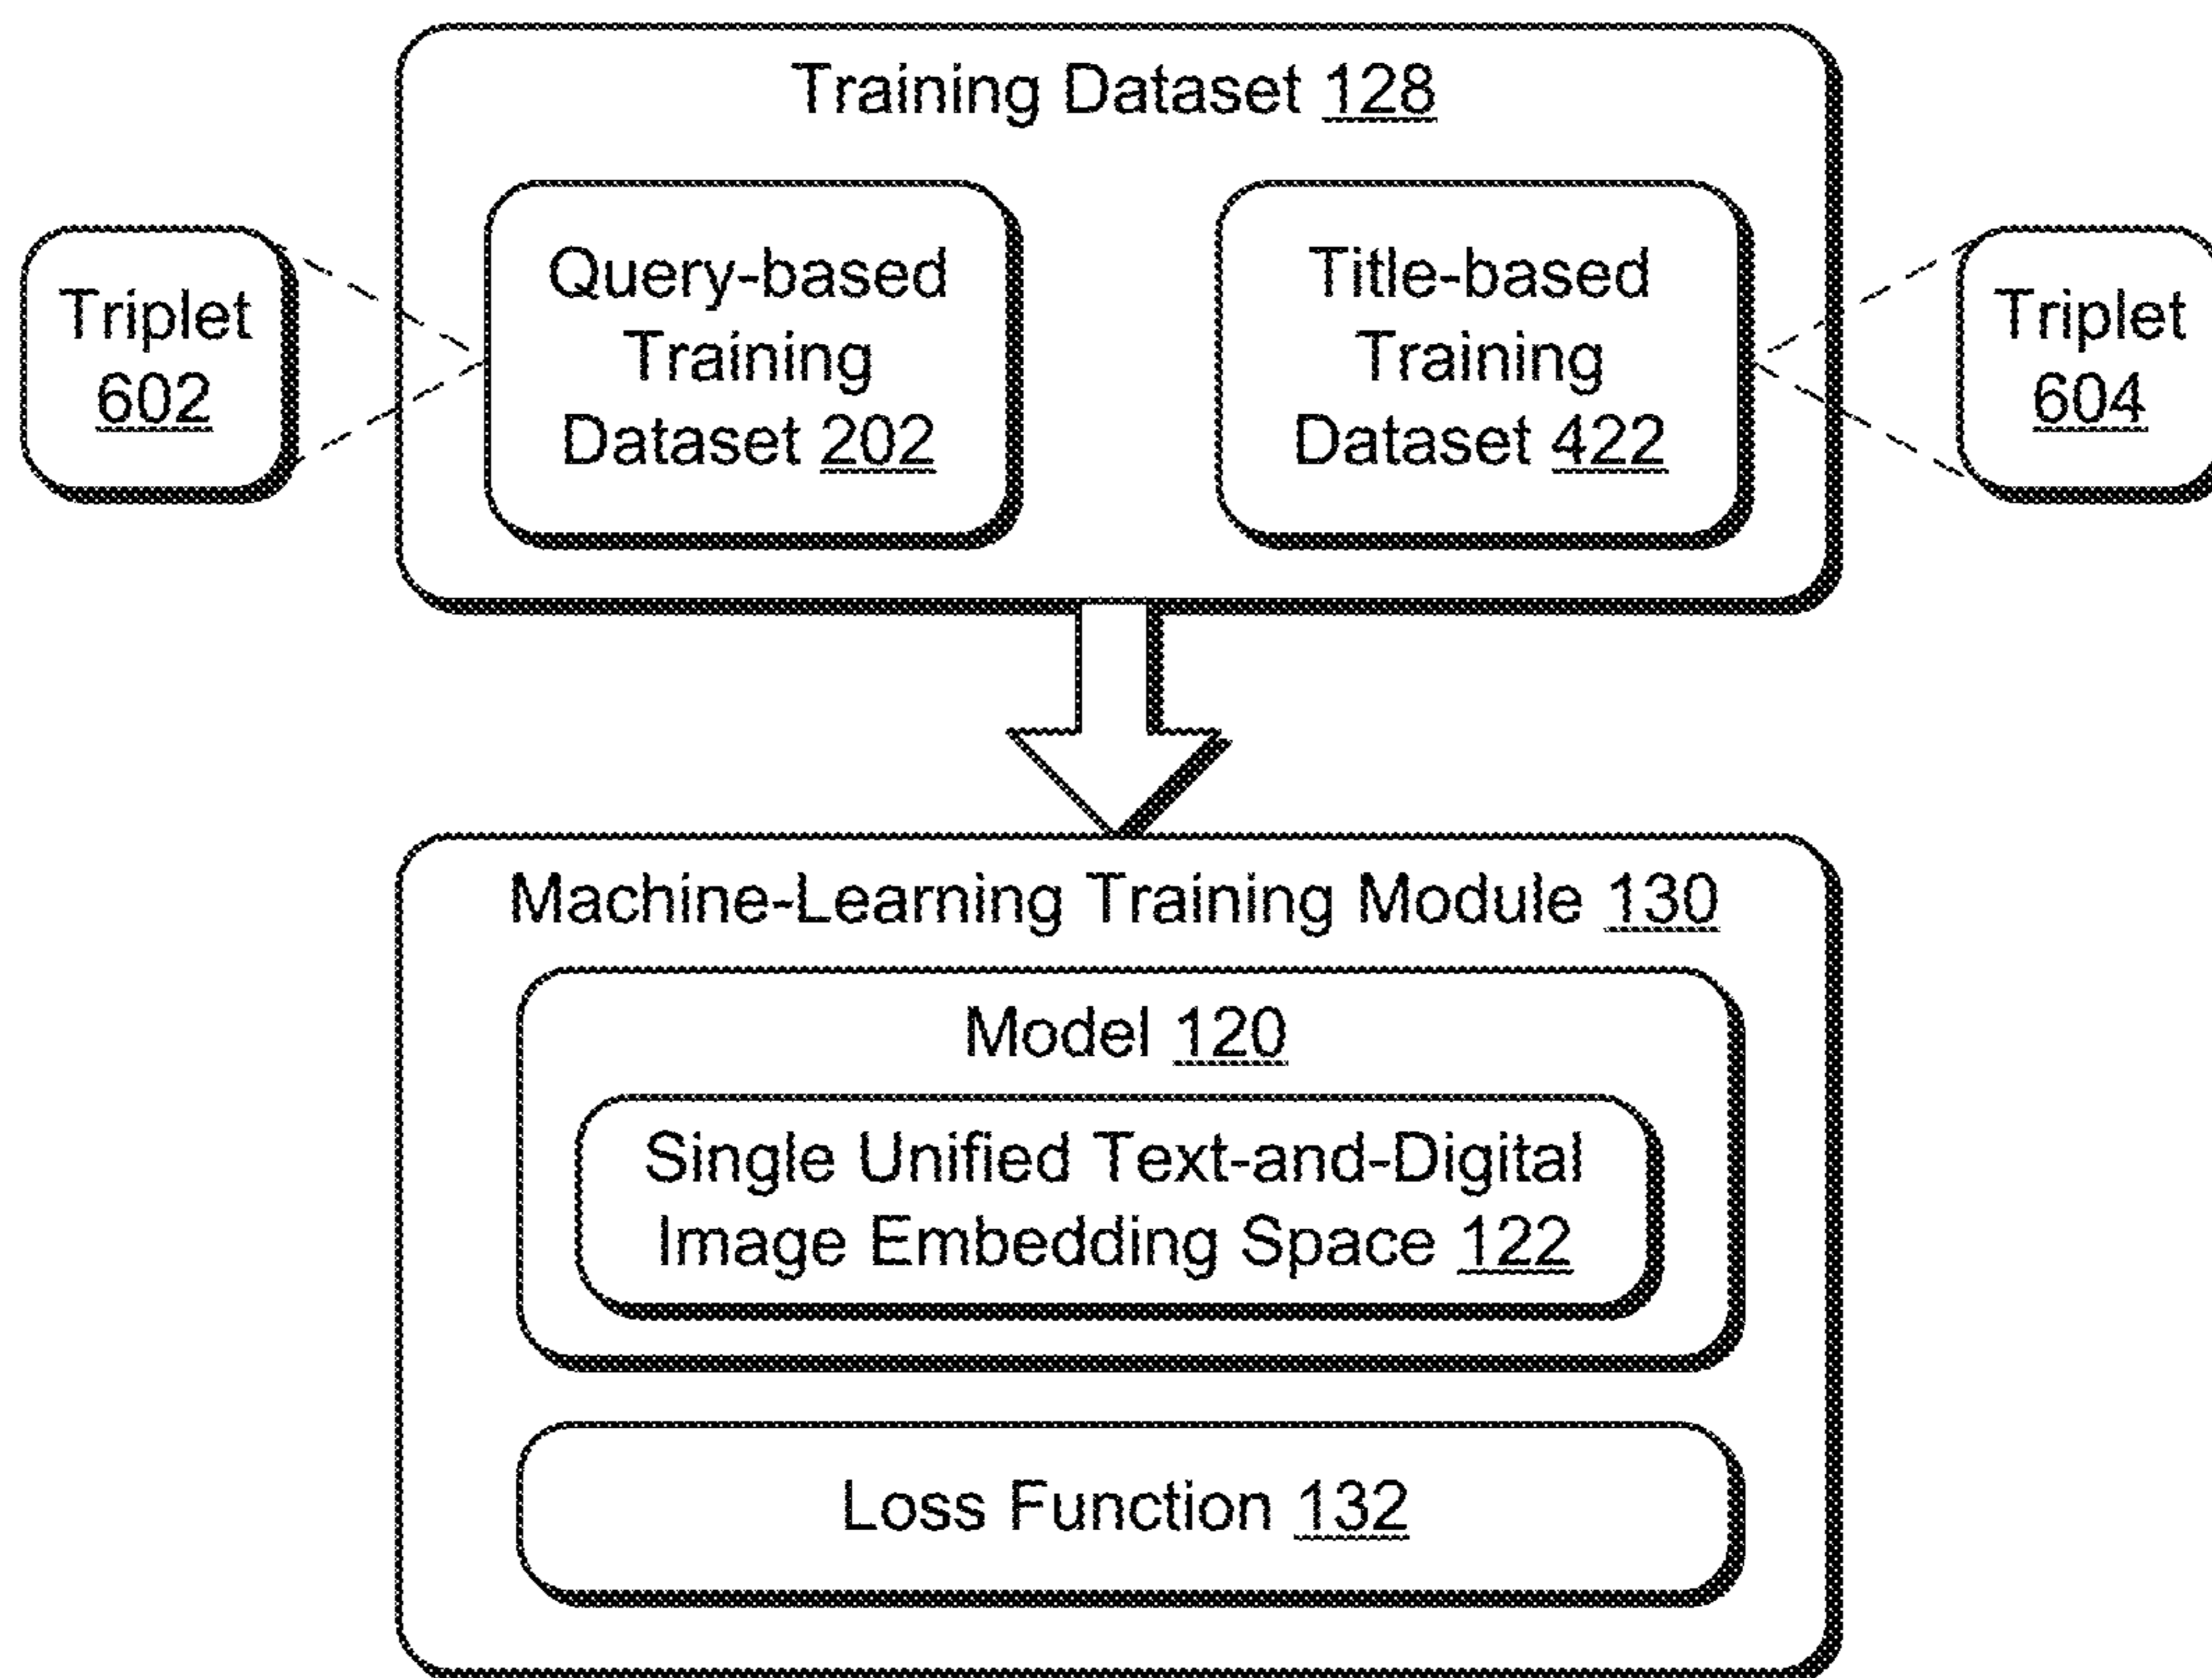 Training Dataset 128
Triplet
602
Query-based
Training
Dataset 202
Title-based
Training
Dataset 422
Triplet
604
Machine-Learning Training Module 130
Model 120
Single Unified Text-and-Digital
Image Embedding Space 122
Loss Function 132